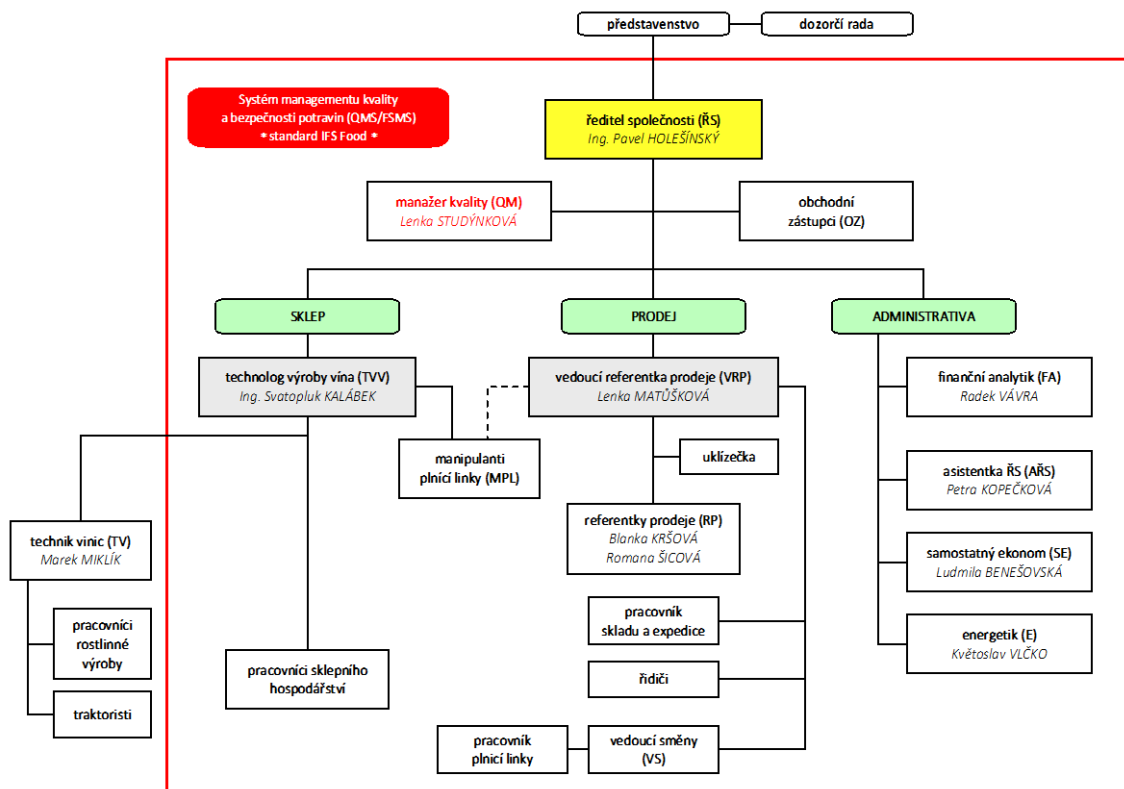 představenstvo
dozorčí rada
Systém managementu kvality
a bezpečnosti potravin (QMS/FSMS)
* standard IFS Food *
ředitel společnosti (ŘS)
Ing. Pavel HOLEŠÍNSKÝ
manažer kvality (QM)
Lenka STUDÝNKOVÁ
obchodní
zástupci (OZ)
SKLEP
PRODEJ
ADMINISTRATIVA
technolog výroby vína (TVV)
Ing. Svatopluk KALÁBEK
vedoucí referentka prodeje (VRP)
Lenka MATŮŠKOVÁ
finanční analytik (FA)
Radek VÁVRA
manipulanti
plnící linky (MPL)
uklízečka
asistentka ŘS (AŘS)
Petra KOPEČKOVÁ
technik vinic (TV)
Marek MIKLÍK
referentky prodeje (RP)
Blanka KRŠOVÁ
Romana ŠICOVÁ
samostatný ekonom (SE)
Ludmila BENEŠOVSKÁ
pracovníci
rostlinné
výroby
pracovník
skladu a expedice
energetik (E)
Květoslav VLČKO
pracovníci sklepního
hospodářství
řidiči
traktoristi
pracovník
plnicí linky
vedoucí směny
(VS)